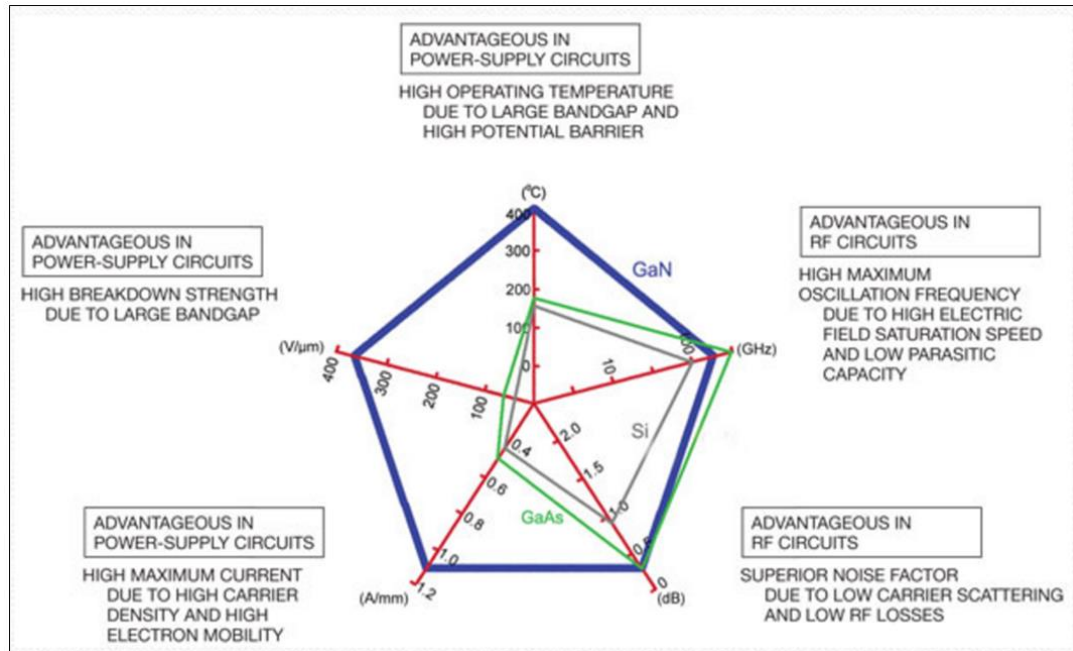 ADVANTAGEOUS IN
POWER-SUPPLY CIRCUITS
HIGH OPERATING TEMPERATURE
DUE TO LARGE BANDGAP AND
HIGH POTENTIAL BARRIER
(°C)
400
300
200
100
0
GaN
ADVANTAGEOUS IN
RF CIRCUITS
HIGH MAXIMUM
OSCILLATION FREQUENCY
DUE TO HIGH ELECTRIC
FIELD SATURATION SPEED
AND LOW PARASITIC
CAPACITY
ADVANTAGEOUS IN
POWER-SUPPLY CIRCUITS
HIGH BREAKDOWN STRENGTH
DUE TO LARGE BANDGAP
(V/µm)
400
300
200
100
(GHz)
10
Si
GaAs
0.4
0.6
0.8
1.0
1.2
(A/mm)
2.0
1.5
1.0
0.5
0
(dB)
ADVANTAGEOUS IN
POWER-SUPPLY CIRCUITS
HIGH MAXIMUM CURRENT
DUE TO HIGH CARRIER
DENSITY AND HIGH
ELECTRON MOBILITY
ADVANTAGEOUS IN
RF CIRCUITS
SUPERIOR NOISE FACTOR
DUE TO LOW CARRIER SCATTERING
AND LOW RF LOSSES